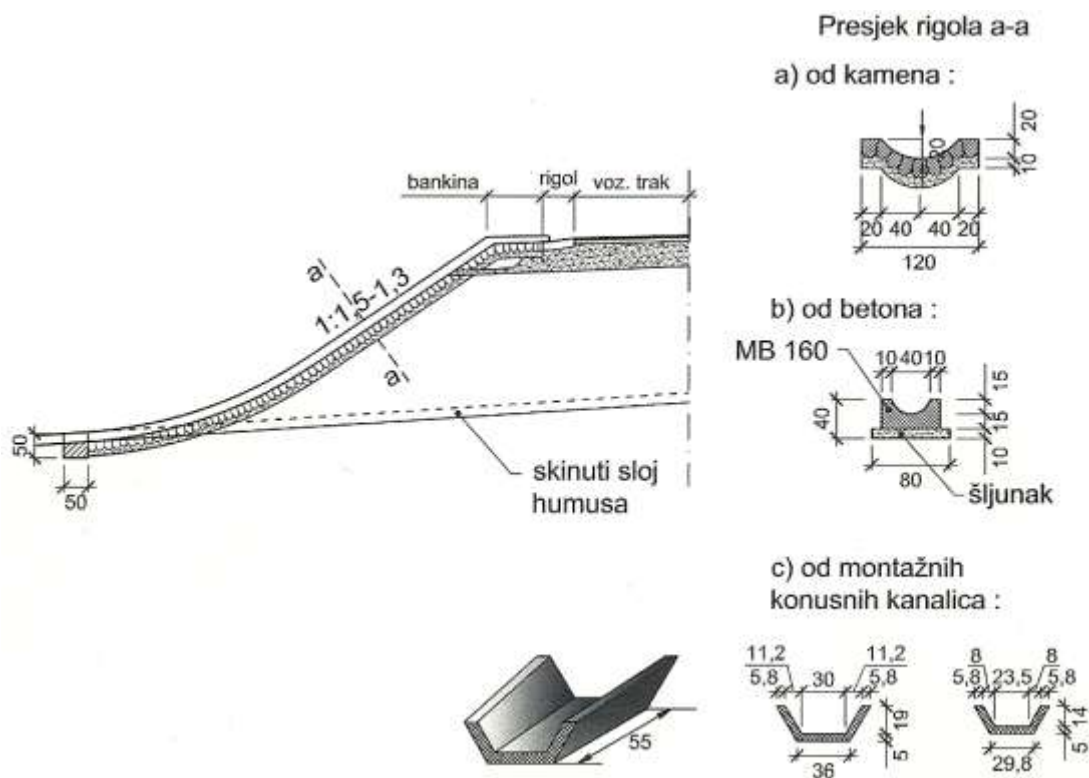 Presjek rigola a-a
a) od kamena :
20
10
20
20 40 40 20
120
bankina rigol voz. trak
a
1:1,5-1,3
a
50
50
skinuti sloj
humusa
b) od betona :
MB 160
10 40 10
15
15
10
40
80
šljunak
c) od montažnih
konusnih kanalica :
55
11,2 11,2
5,8 30 5,8
19
5
36
8 8
5,8 23,5 5,8
14
5
29,8